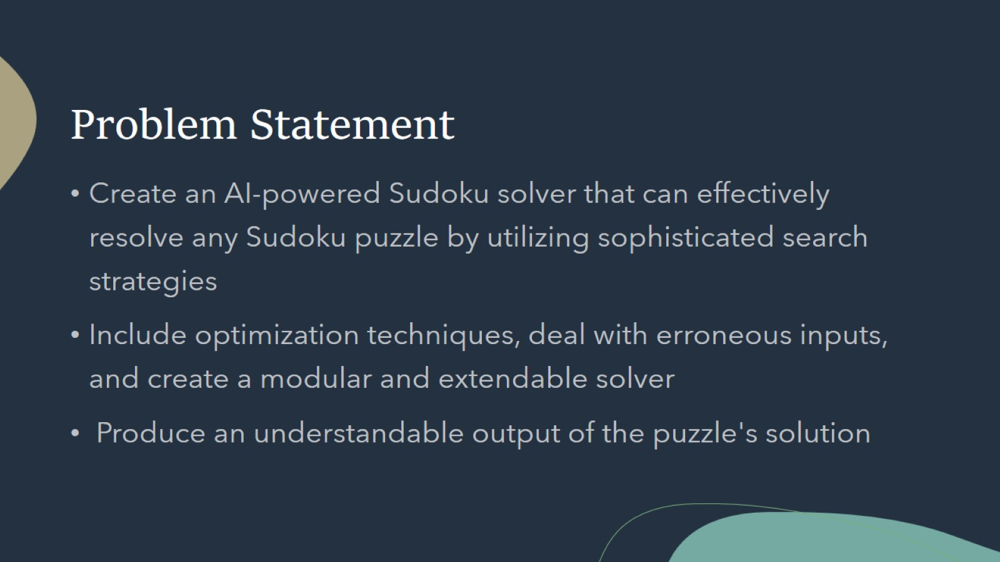 Problem Statement
• Create an AI-powered Sudoku solver that can effectively
resolve any Sudoku puzzle by utilizing sophisticated search
strategies
• Include optimization techniques, deal with erroneous inputs,
and create a modular and extendable solver
• Produce an understandable output of the puzzle's solution